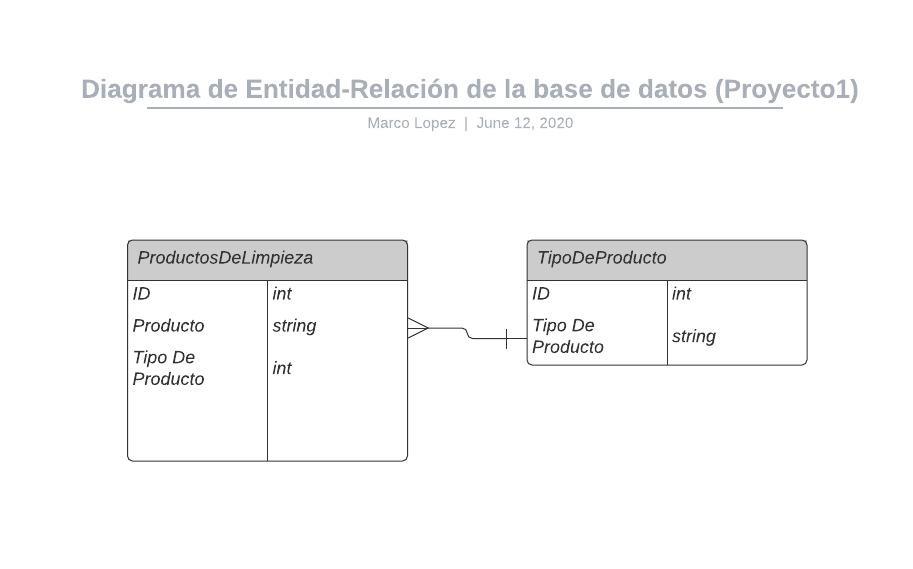 Diagrama de Entidad-Relación de la base de datos (Proyecto1)
Marco Lopez | June 12, 2020
ProductosDeLimpieza
ID int
Producto string
Tipo De
Producto int
TipoDeProducto
ID int
Tipo De
Producto string